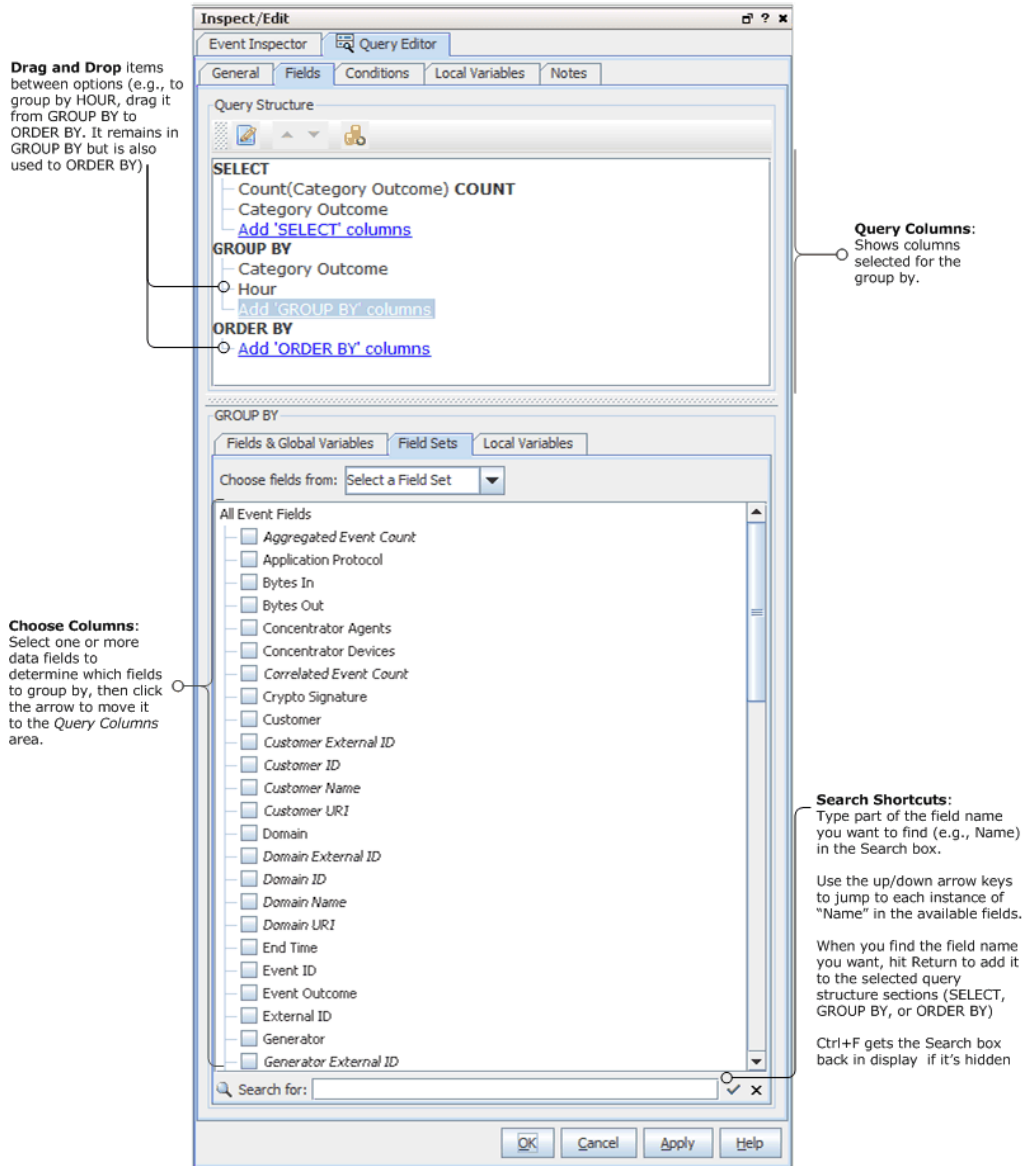 Inspect/Edit
Event Inspector
Query Editor
General
Fields
Conditions
Local Variables
Notes
Drag and Drop items
between options (e.g., to
group by HOUR, drag it
from GROUP BY to
ORDER BY. It remains in
GROUP BY but is also
used to ORDER BY)
Query Structure
SELECT
Count(Category Outcome) COUNT
Category Outcome
Add 'SELECT' columns
GROUP BY
Category Outcome
Hour
Add 'GROUP BY' columns
ORDER BY
Add 'ORDER BY' columns
Query Columns:
Shows columns
selected for the
group by.
GROUP BY
Fields & Global Variables
Field Sets
Local Variables
Choose fields from:
Select a Field Set
All Event Fields
Aggregated Event Count
Application Protocol
Bytes In
Bytes Out
Concentrator Agents
Concentrator Devices
Correlated Event Count
Crypto Signature
Customer
Customer External ID
Customer ID
Customer Name
Customer URI
Domain
Domain External ID
Domain ID
Domain Name
Domain URI
End Time
Event ID
Event Outcome
External ID
Generator
Generator External ID
Choose Columns:
Select one or more
data fields to
determine which fields
to group by, then click
the arrow to move it
to the Query Columns
area.
Search Shortcuts:
Type part of the field name
you want to find (e.g., Name)
in the Search box.
Use the up/down arrow keys
to jump to each instance of
“Name” in the available fields.
When you find the field name
you want, hit Return to add it
to the selected query
structure sections (SELECT,
GROUP BY, or ORDER BY)
Ctrl+F gets the Search box
back in display if it's hidden
Search for:
OK
Cancel
Apply
Help